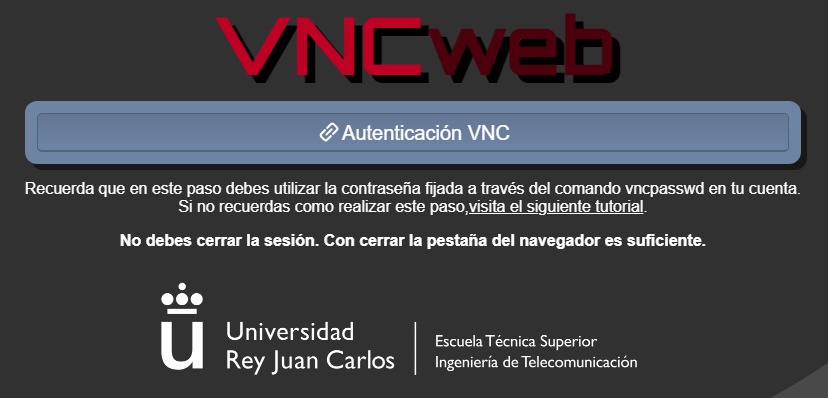 VNCweb
Autenticación VNC
Recuerda que en este paso debes utilizar la contraseña fijada a través del comando vncpasswd en tu cuenta.
Si no recuerdas como realizar este paso,visita el siguiente tutorial.
No debes cerrar la sesión. Con cerrar la pestaña del navegador es suficiente.
Universidad
Rey Juan Carlos
Escuela Técnica Superior
Ingeniería de Telecomunicación